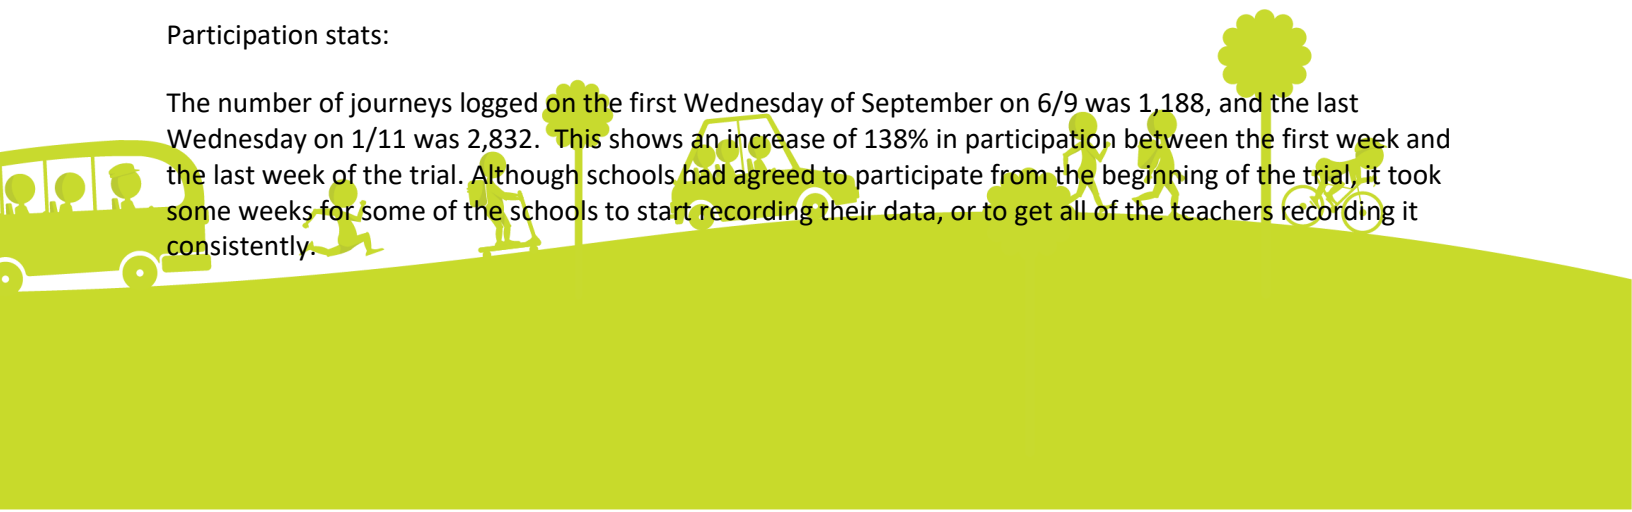 Participation stats:
The number of journeys logged on the first Wednesday of September on 6/9 was 1,188, and the last
Wednesday on 1/11 was 2,832.  This shows an increase of 138% in participation between the first week and
the last week of the trial. Although schools had agreed to participate from the beginning of the trial, it took
some weeks for some of the schools to start recording their data, or to get all of the teachers recording it
consistently.